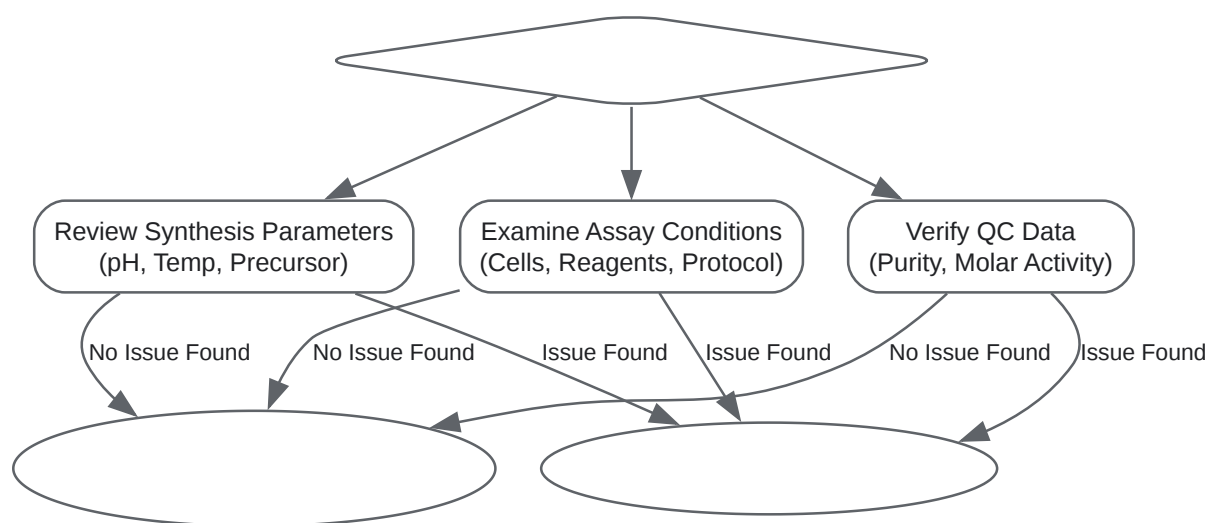 Review Synthesis Parameters
(pH, Temp, Precursor)
Examine Assay Conditions
(Cells, Reagents, Protocol)
Verify QC Data
(Purity, Molar Activity)
No Issue Found
No Issue Found
Issue Found
Issue Found
No Issue Found
Issue Found